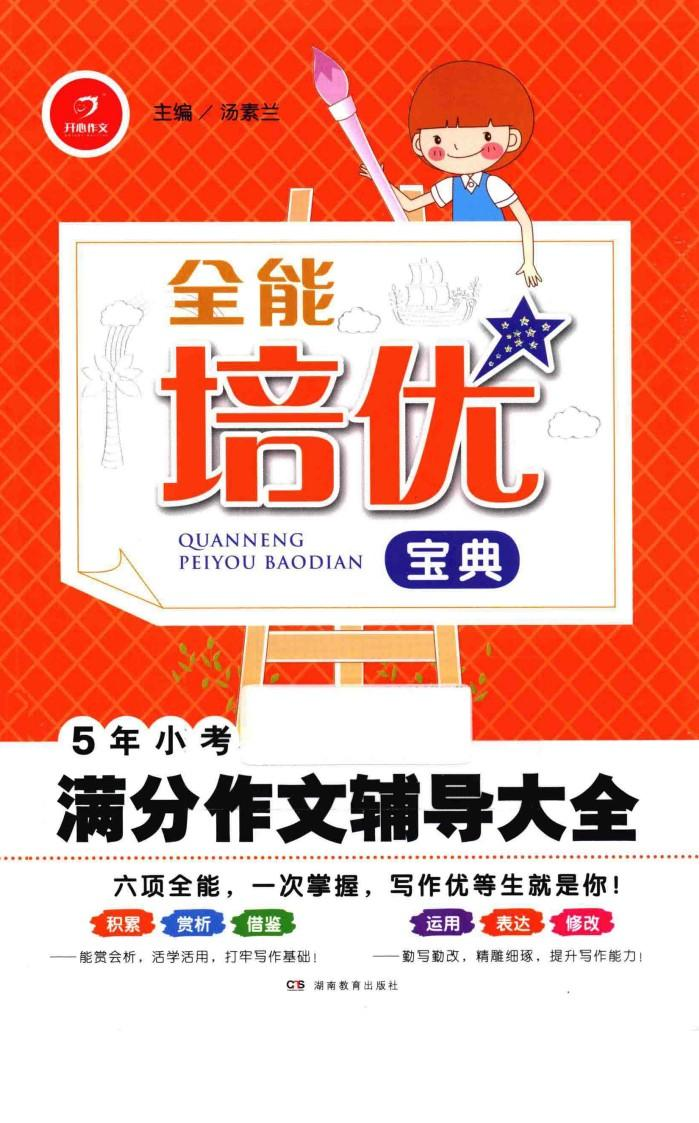 开心作文
主编／汤素兰
全能
培优
QUANNENG
PEIYOU BAODIAN
宝典
5年小考
满分作文辅导大全
六项全能，一次掌握，写作优等生就是你！
积累 赏析 借鉴 运用 表达 修改
——能赏会析，活学活用，打牢写作基础！ ——勤写勤改，精雕细琢，提升写作能力！
湖南教育出版社